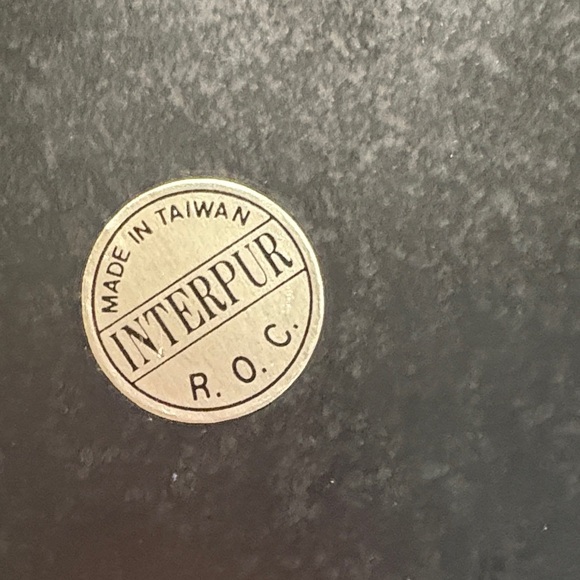 MADE IN TAIWAN
INTERPUR
R. O. C.